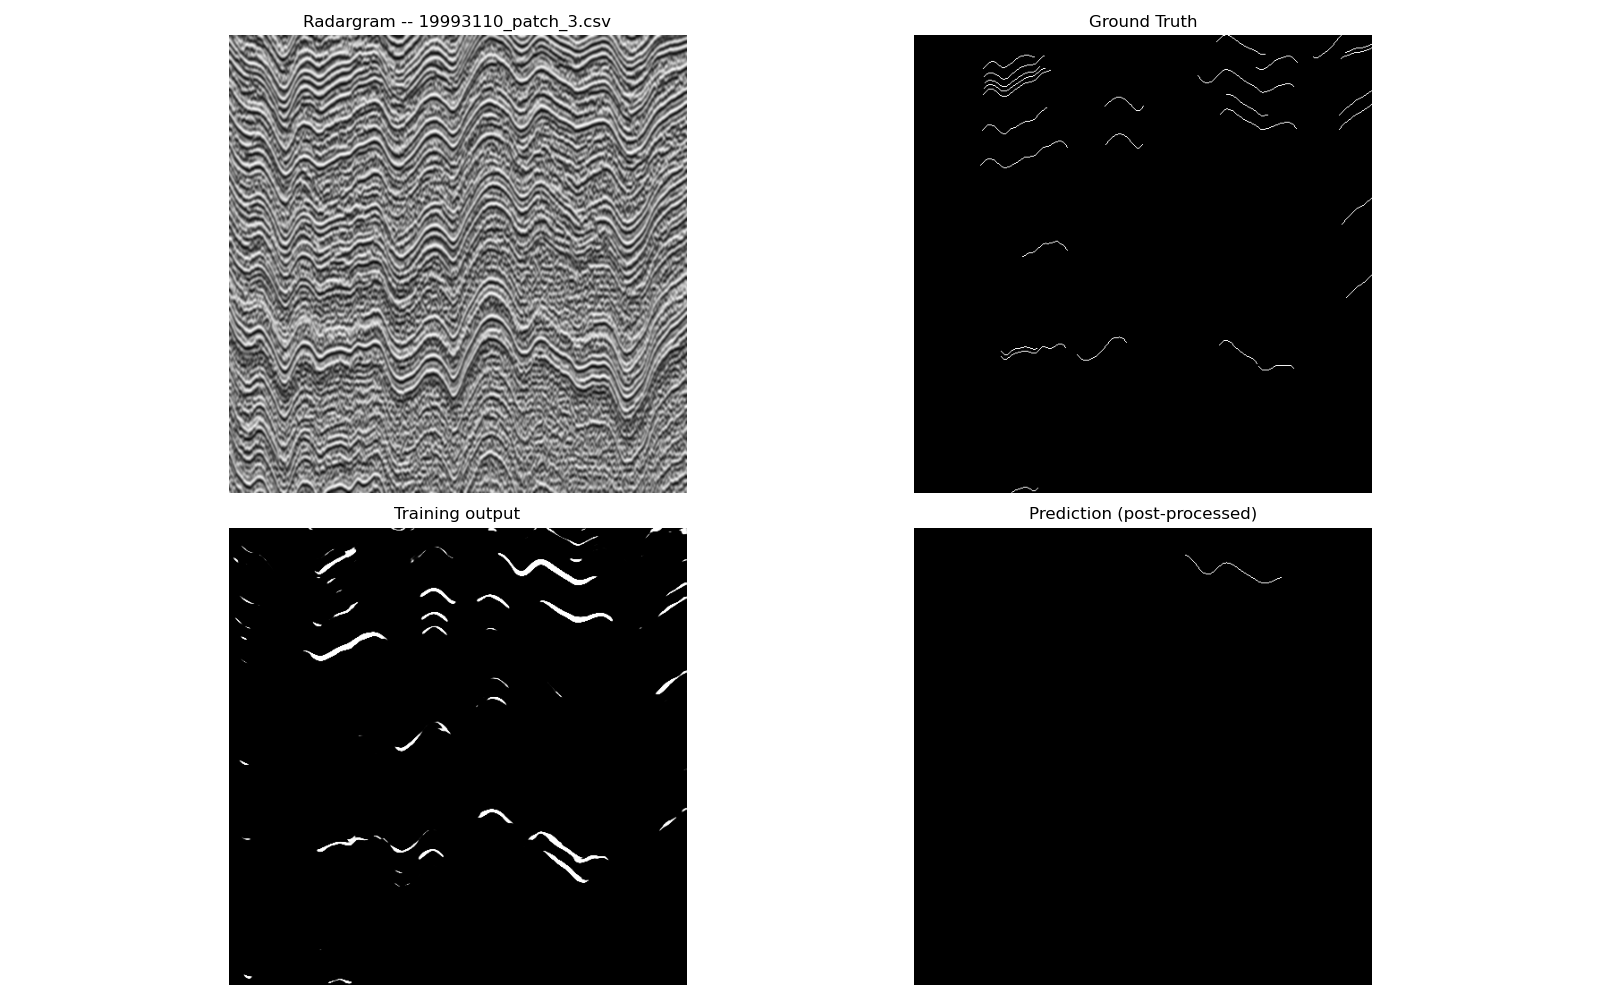 Radargram -- 19993110_patch_3.csv
Ground Truth
Training output
Prediction (post-processed)